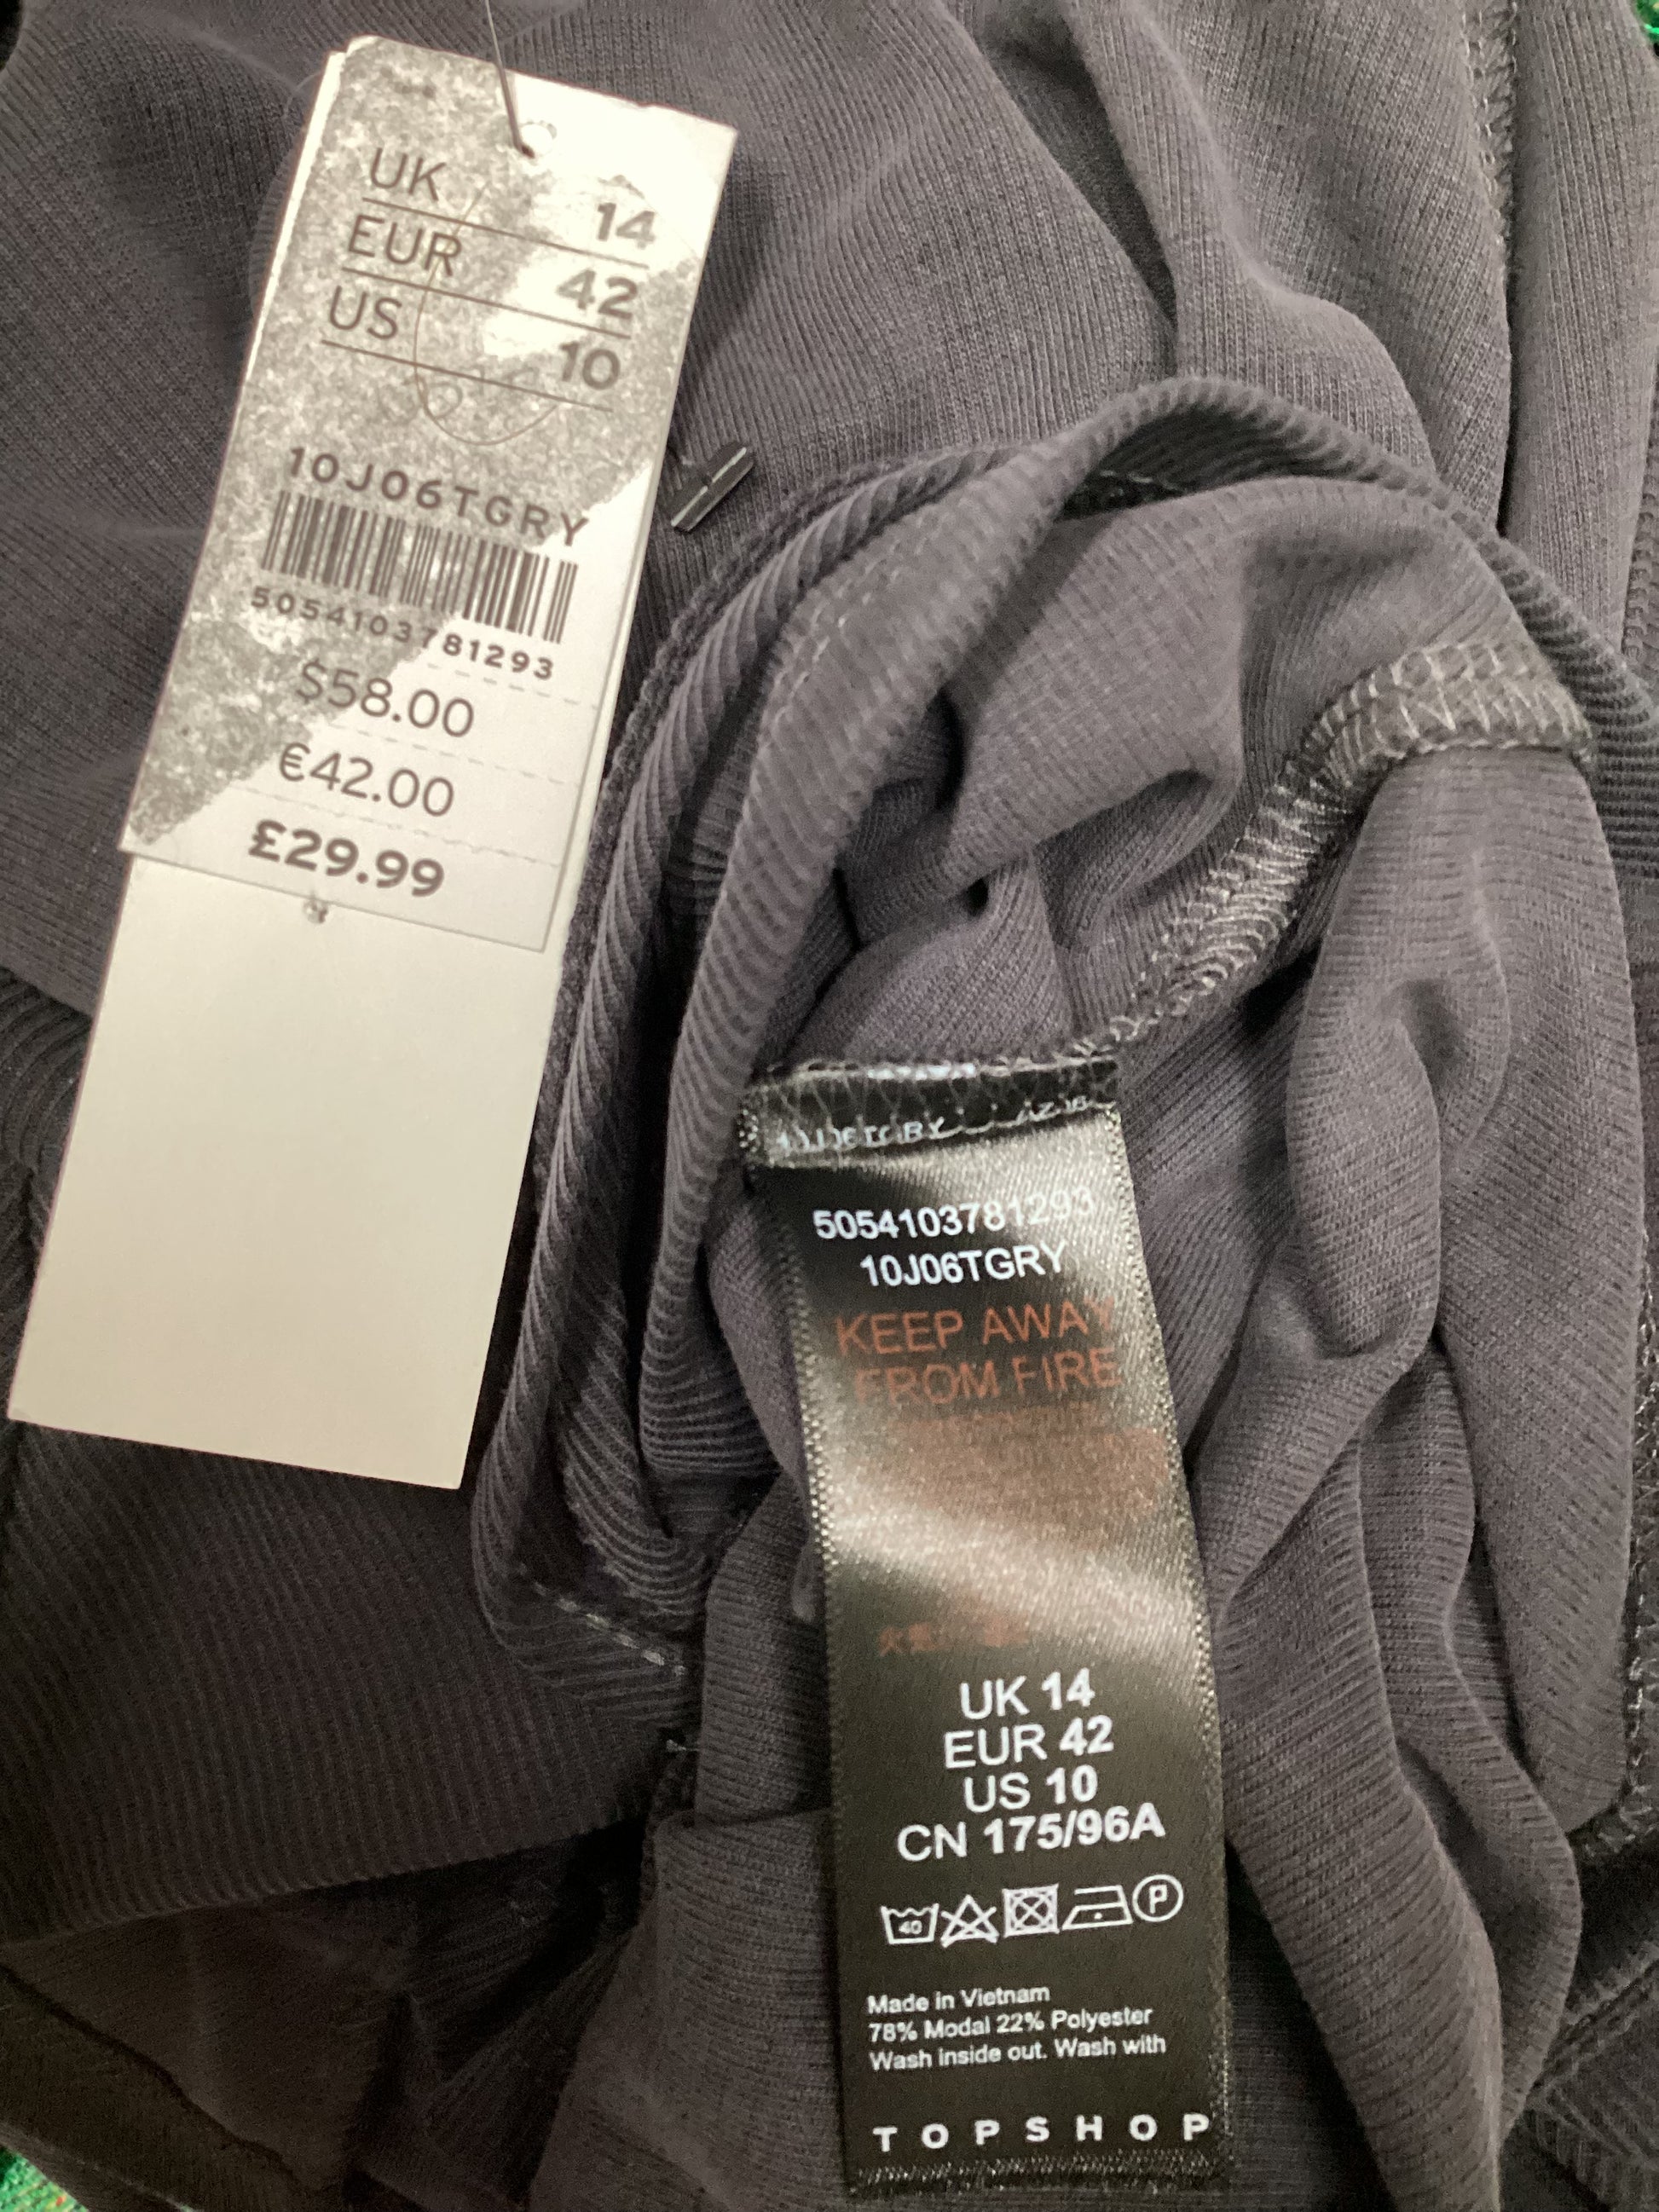 UK 14
EUR 42
US 10
10J06TGRY
5054103781293
$58.00
€42.00
£29.99
5054103781293
10J06TGRY
KEEP AWAY
FROM FIRE
UK 14
EUR 42
US 10
CN 175/96A
40 P
Made in Vietnam
78% Modal 22% Polyester
Wash inside out. Wash with
TOPSHOP